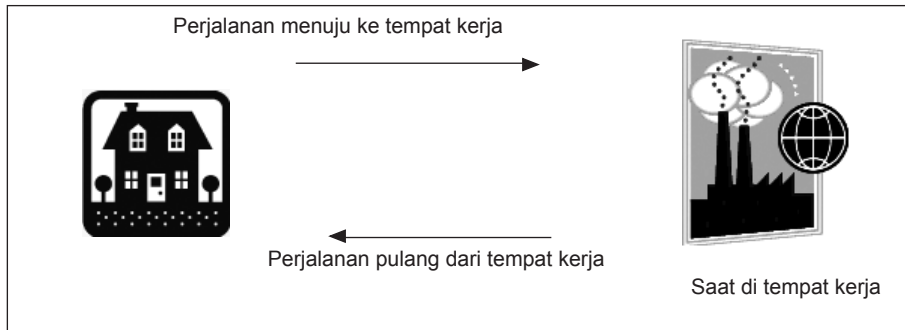 Perjalanan menuju ke tempat kerja
Perjalanan pulang dari tempat kerja
Saat di tempat kerja